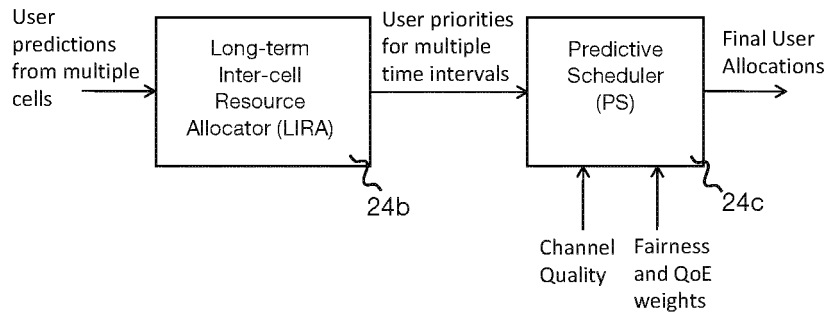 User
predictions
from multiple
cells
Long-term
Inter-cell
Resource
Allocator (LIRA)
24b
User priorities
for multiple
time intervals
Predictive
Scheduler
(PS)
24c
Final User
Allocations
Channel
Quality
Fairness
and QoE
weights